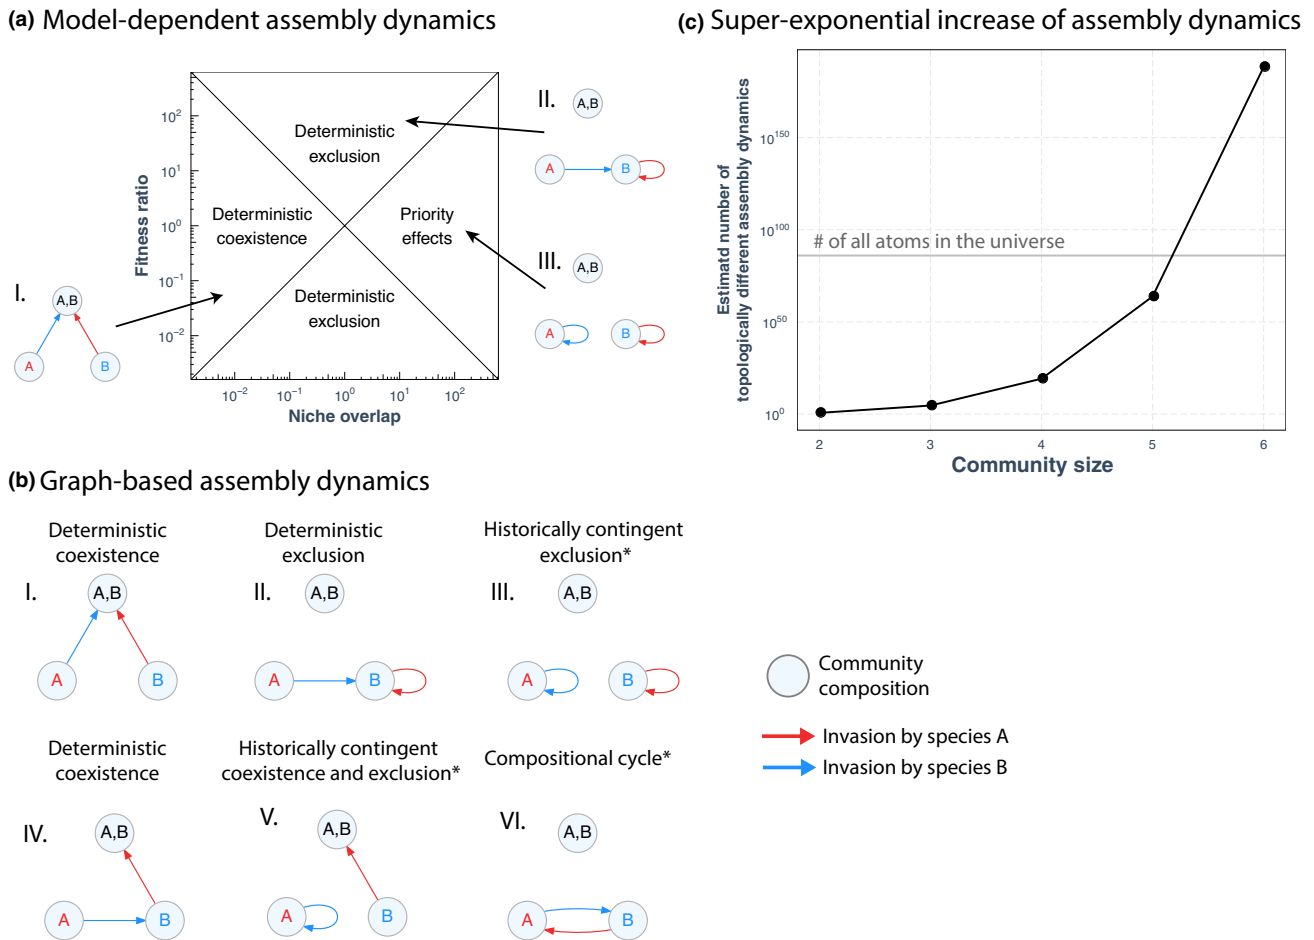 (a) Model-dependent assembly dynamics
Fitness ratio
10²
10¹
10⁰
10⁻¹
10⁻²
10⁻²
10⁻¹
10⁰
10¹
10²
Niche overlap
Deterministic
exclusion
Deterministic
coexistence
Priority
effects
Deterministic
exclusion
I.
A,B
A
B
II.
A,B
A
B
III.
A,B
A
B
(c) Super-exponential increase of assembly dynamics
Estimatd number of
topologically different assembly dynamics
10¹⁵⁰
10¹⁰⁰
10⁵⁰
10⁰
# of all atoms in the universe
2
3
4
5
6
Community size
(b) Graph-based assembly dynamics
Deterministic
coexistence
I.
A,B
A
B
Deterministic
exclusion
II.
A,B
A
B
Historically contingent
exclusion*
III.
A,B
A
B
Deterministic
coexistence
IV.
A,B
A
B
Historically contingent
coexistence and exclusion*
V.
A,B
A
B
Compositional cycle*
VI.
A,B
A
B
Community
composition
Invasion by species A
Invasion by species B